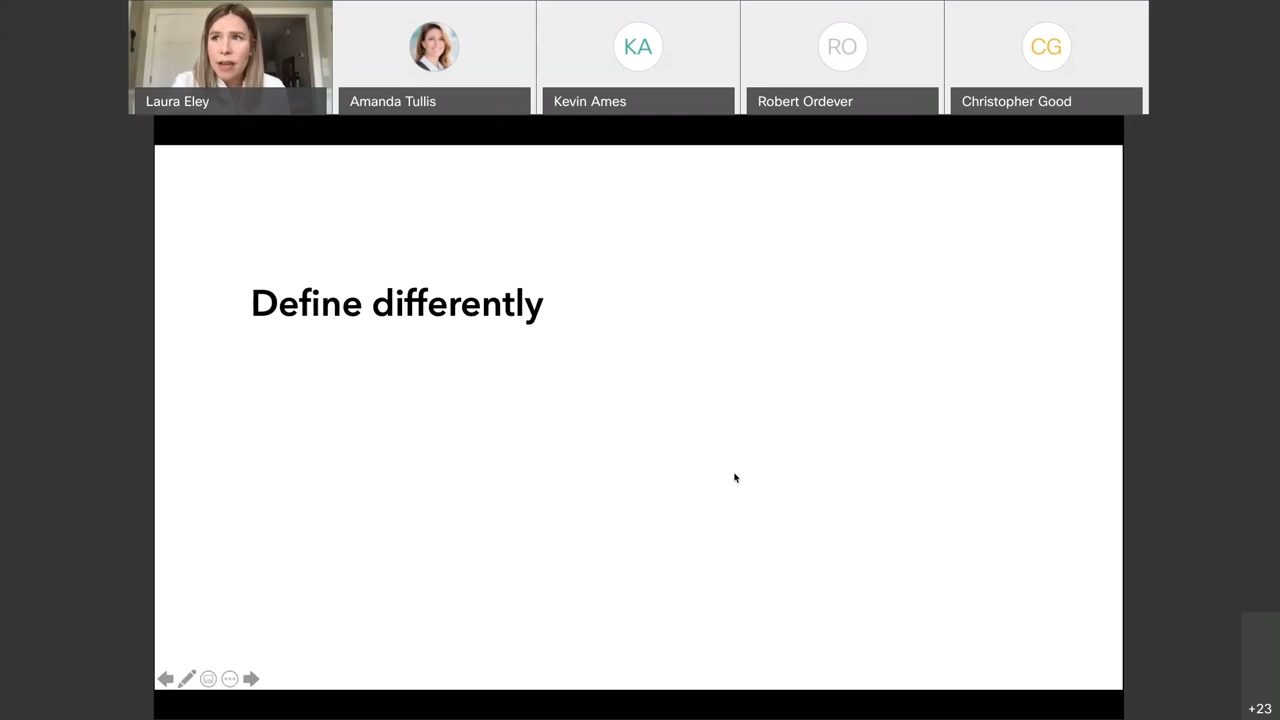 KA
RO
CG
Laura Eley
Amanda Tullis
Kevin Ames
Robert Ordever
Christopher Good
Define differently
+23